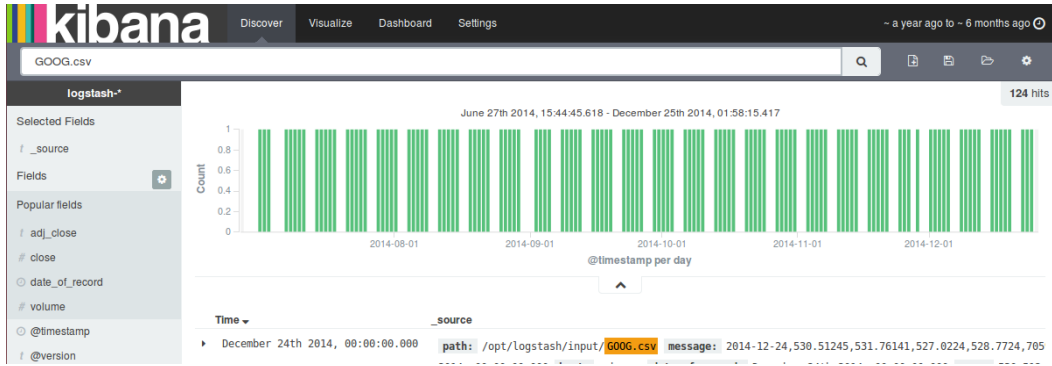 kibana Discover Visualize Dashboard Settings ~ a year ago to ~ 6 months ago
GOOG.csv
logstash-*
124 hits
Selected Fields
t _source
Fields
Popular fields
t adj_close
# close
date_of_record
# volume
@timestamp
t @version
June 27th 2014, 15:44:45.618 - December 25th 2014, 01:58:15.417
Count
1
0.8
0.6
0.4
0.2
0
2014-08-01 2014-09-01 2014-10-01 2014-11-01 2014-12-01
@timestamp per day
Time _source
December 24th 2014, 00:00:00.000 path: /opt/logstash/input/GOOG.csv message: 2014-12-24,530.51245,531.76141,527.0224,528.7724,705